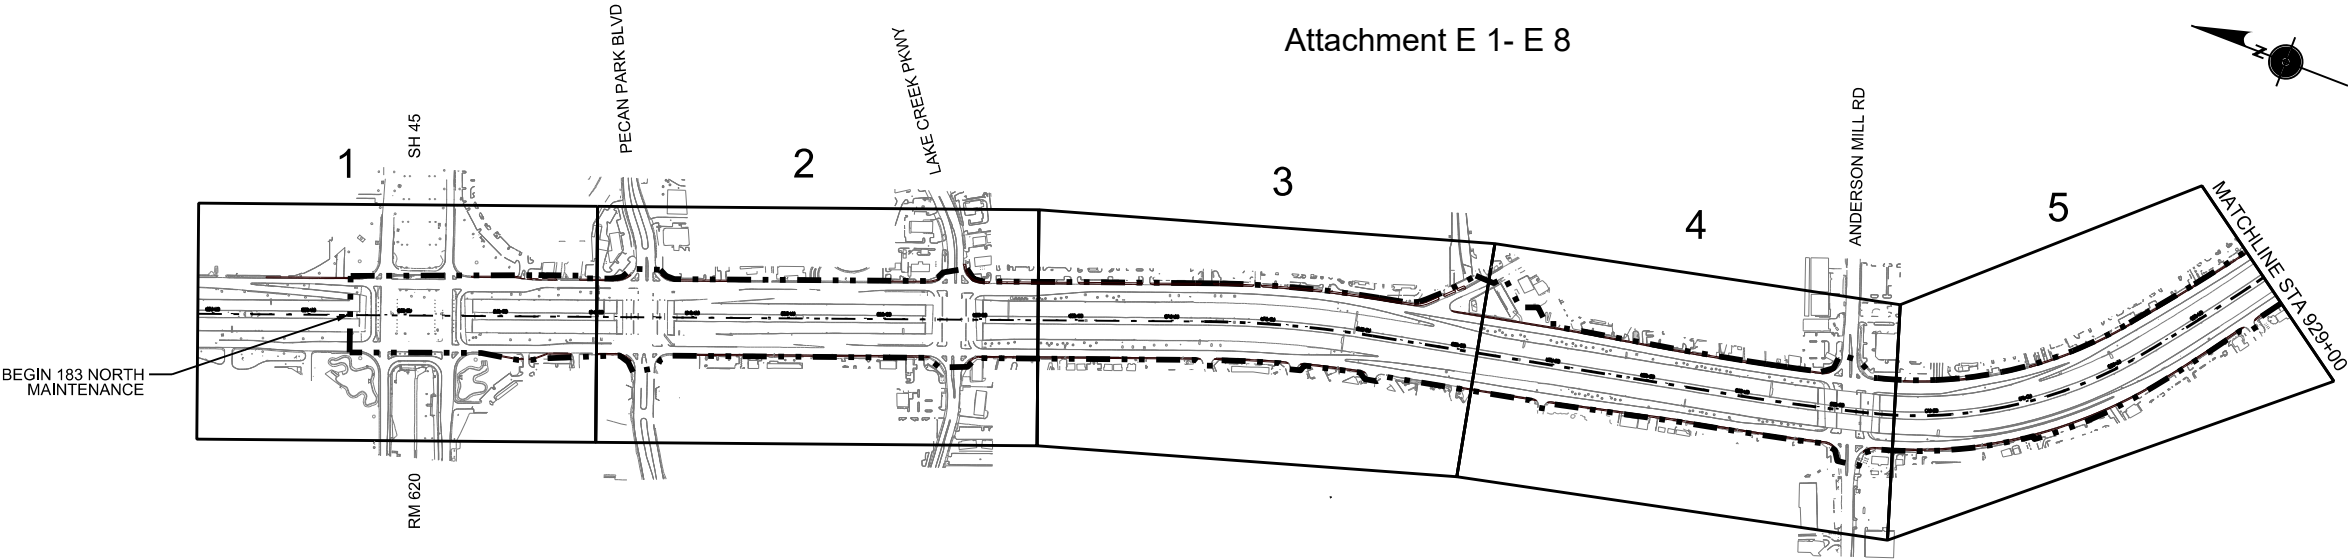 Attachment E 1- E 8
N
PECAN PARK BLVD
LAKE CREEK PKWY
SH 45
ANDERSON MILL RD
1
2
3
4
5
MATCHLINE STA 929+00
BEGIN 183 NORTH
MAINTENANCE
RM 620